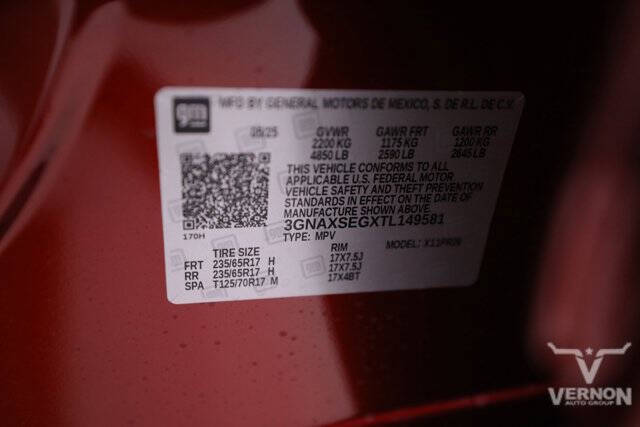 gm MFD BY GENERAL MOTORS DE MEXICO, S. DE R.L. DE C.V.
GVWR GAWR FRT GAWR RR
2200 KG 1175 KG 1200 KG
4850 LB 2590 LB 2645 LB
THIS VEHICLE CONFORMS TO ALL
APPLICABLE U.S. FEDERAL MOTOR
VEHICLE SAFETY AND THEFT PREVENTION
STANDARDS IN EFFECT ON THE DATE OF
MANUFACTURE SHOWN ABOVE.
3GNAXSEGXTL149581
170H TYPE: MPV MODEL:
TIRE SIZE RIM
FRT 235/65R17 H 17X7.5J
RR 235/65R17 H 17X7.5J
SPA T125/70R17 M 17X4BT
VERNON
AUTO GROUP